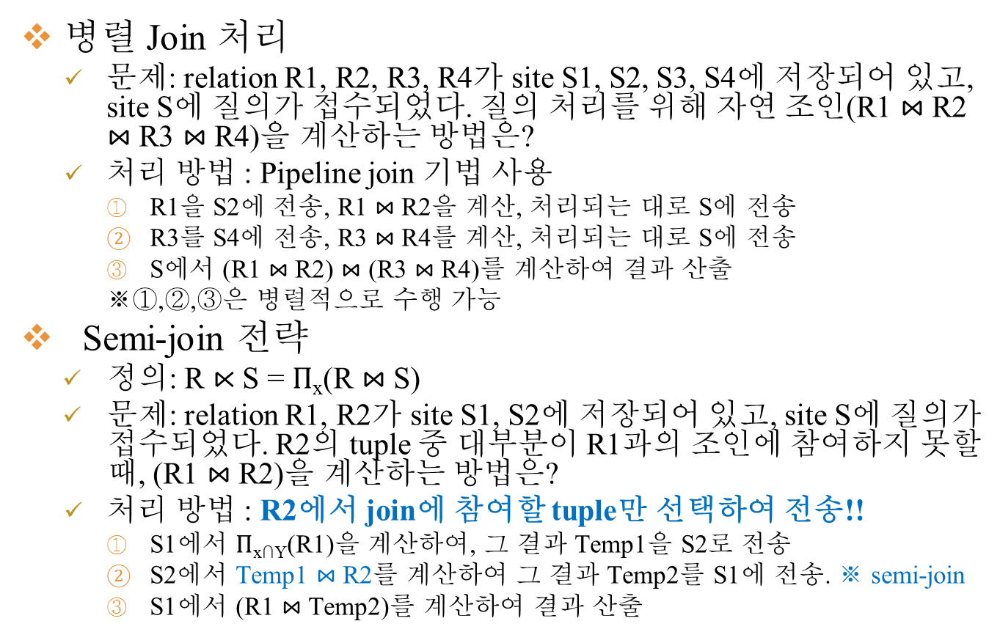 ❖ 병렬 Join 처리
✓ 문제: relation R1, R2, R3, R4가 site S1, S2, S3, S4에 저장되어 있고,
site S에 질의가 접수되었다. 질의 처리를 위해 자연 조인(R1 ⋈ R2
⋈ R3 ⋈ R4)을 계산하는 방법은?
✓ 처리 방법 : Pipeline join 기법 사용
① R1을 S2에 전송, R1 ⋈ R2을 계산, 처리되는 대로 S에 전송
② R3를 S4에 전송, R3 ⋈ R4를 계산, 처리되는 대로 S에 전송
③ S에서 (R1 ⋈ R2) ⋈ (R3 ⋈ R4)를 계산하여 결과 산출
※①,②,③은 병렬적으로 수행 가능
❖ Semi-join 전략
✓ 정의: R ⋉ S = Πx(R ⋈ S)
✓ 문제: relation R1, R2가 site S1, S2에 저장되어 있고, site S에 질의가
접수되었다. R2의 tuple 중 대부분이 R1과의 조인에 참여하지 못할
때, (R1 ⋈ R2)을 계산하는 방법은?
✓ 처리 방법 : R2에서 join에 참여할 tuple만 선택하여 전송!!
① S1에서 Πx∩Y(R1)을 계산하여, 그 결과 Temp1을 S2로 전송
② S2에서 Temp1 ⋈ R2를 계산하여 그 결과 Temp2를 S1에 전송. ※ semi-join
③ S1에서 (R1 ⋈ Temp2)를 계산하여 결과 산출